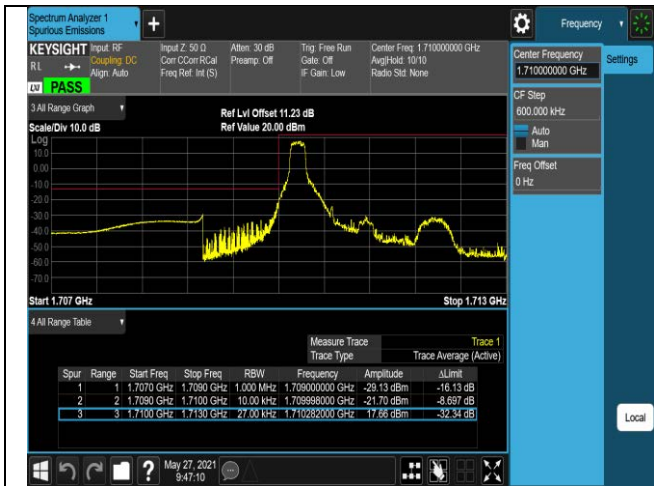 Spectrum Analyzer 1
Spurious Emissions
+
Frequency
KEYSIGHT
RL
Input: RF
Coupling: DC
Align: Auto
Input Z: 50 Ω
Corr CCorr RCal
Freq Ref: Int (S)
Atten: 30 dB
Preamp: Off
Trig: Free Run
Gate: Off
IF Gain: Low
Center Freq: 1.710000000 GHz
Avg|Hold: 10/10
Radio Std: None
LXI
PASS
Center Frequency
1.710000000 GHz
Settings
CF Step
600.000 kHz
Auto
Man
Freq Offset
0 Hz
3 All Range Graph
Ref Lvl Offset 11.23 dB
Scale/Div 10.0 dB
Ref Value 20.00 dBm
Log
10.0
0.00
-10.0
-20.0
-30.0
-40.0
-50.0
-60.0
-70.0
Start 1.707 GHz
Stop 1.713 GHz
4 All Range Table
Measure Trace Trace 1
Trace Type Trace Average (Active)
Spur Range Start Freq Stop Freq RBW Frequency Amplitude ΔLimit
1 1 1.7070 GHz 1.7090 GHz 1.000 MHz 1.709000000 GHz -29.13 dBm -16.13 dB
2 2 1.7090 GHz 1.7100 GHz 10.00 kHz 1.709998000 GHz -21.70 dBm -8.697 dB
3 3 1.7100 GHz 1.7130 GHz 27.00 kHz 1.710282000 GHz 17.66 dBm -32.34 dB
Local
?
May 27, 2021
9:47:10